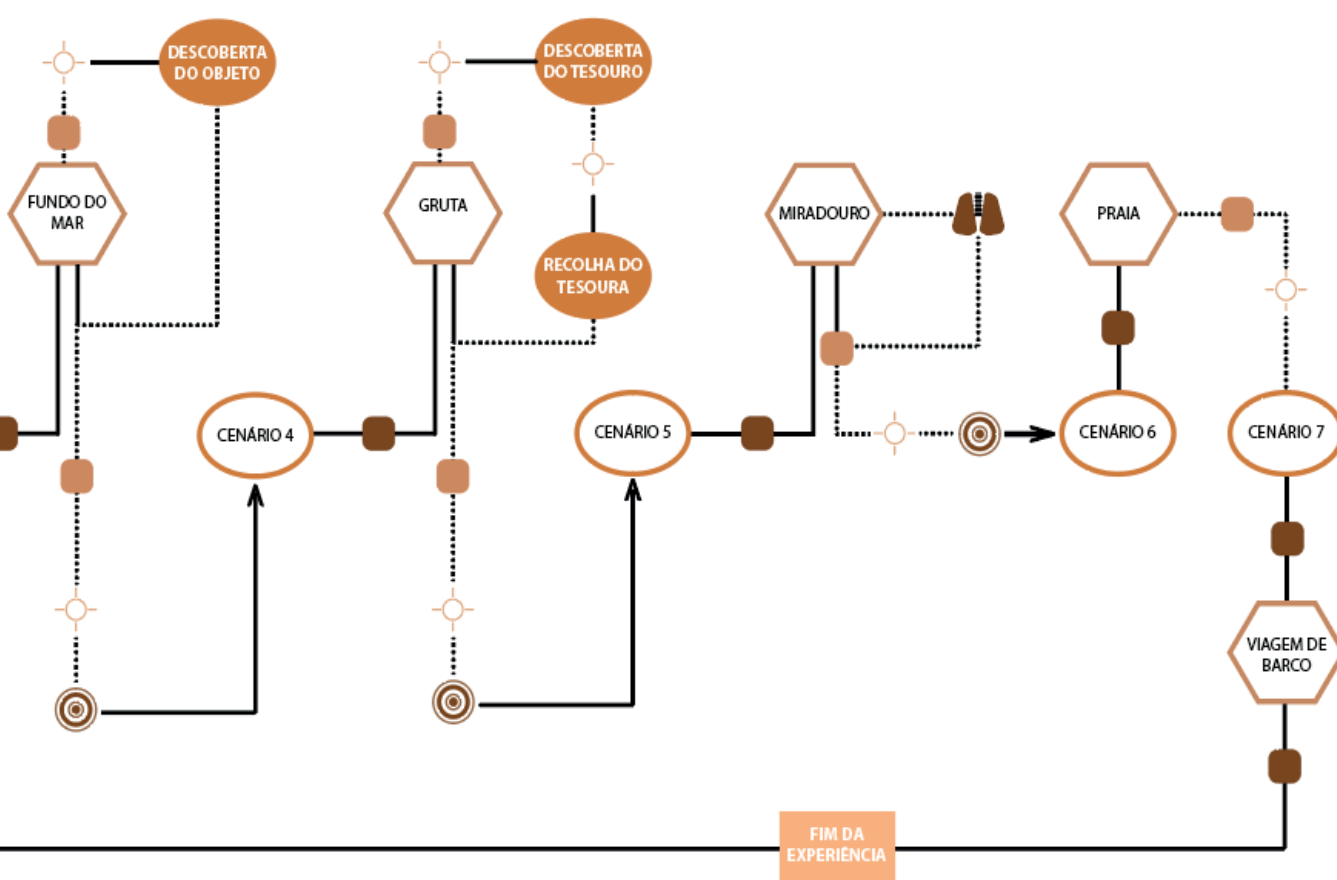 DESCOBERTA
DO OBJETO
DESCOBERTA
DO TESOURO
FUNDO DO
MAR
GRUTA
MIRADOURO
PRAIA
RECOLHA DO
TESOURA
CENÁRIO 4
CENÁRIO 5
CENÁRIO 6
CENÁRIO 7
VIAGEM DE
BARCO
FIM DA
EXPERIÊNCIA